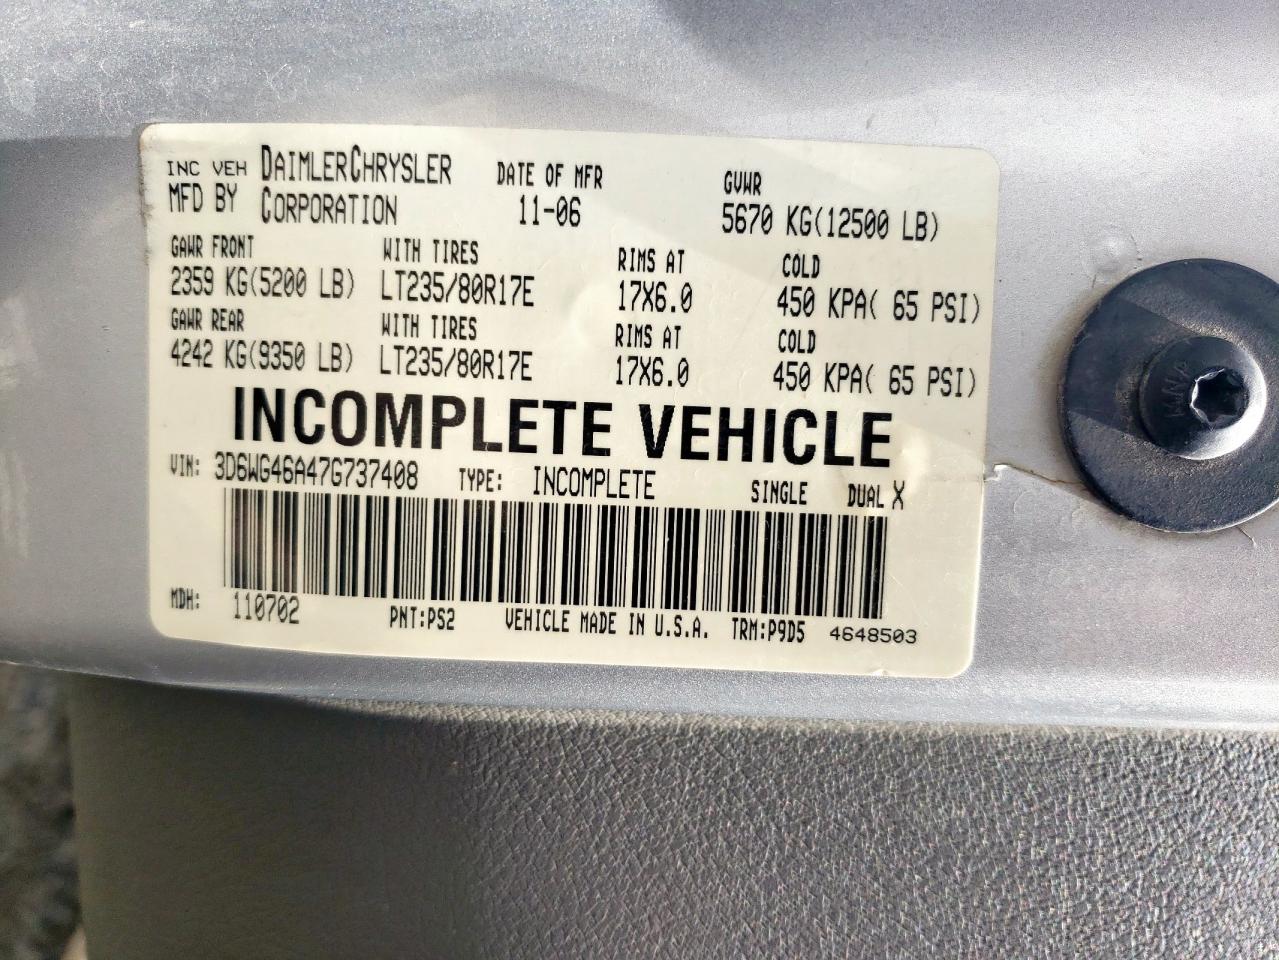 INC VEH DAIMLERCHRYSLER DATE OF MFR GVWR
MFD BY CORPORATION 11-06 5670 KG(12500 LB)
GAWR FRONT WITH TIRES RIMS AT COLD
2359 KG(5200 LB) LT235/80R17E 17X6.0 450 KPA( 65 PSI)
GAWR REAR WITH TIRES RIMS AT COLD
4242 KG(9350 LB) LT235/80R17E 17X6.0 450 KPA( 65 PSI)
INCOMPLETE VEHICLE
VIN: 3D6WG46A47G737408 TYPE: INCOMPLETE SINGLE DUAL X
MDH: 110702 PNT:PS2 VEHICLE MADE IN U.S.A. TRM:P9D5 4648503